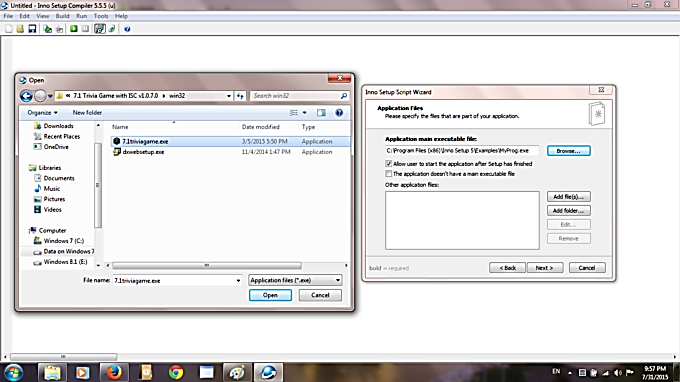 Untitled - Inno Setup Compiler 5.5.5 (u)
File Edit View Build Run Tools Help
Open
« 7.1 Trivia Game with ISC v1.0.7.0 win32
Search win32
Organize New folder
Name Date modified Type
Downloads
Recent Places
OneDrive
Libraries
Documents
Music
Pictures
Videos
Computer
Windows 7 (C:)
Data on Windows 7
Windows 8.1 (E:)
7.1triviagame.exe 3/5/2015 5:50 PM Application
dxwebsetup.exe 11/4/2014 1:47 PM Application
File name: 7.1triviagame.exe
Application files (*.exe)
Open Cancel
Inno Setup Script Wizard
Application Files
Please specify the files that are part of your application.
Application main executable file:
C:\Program Files (x86)\Inno Setup 5\Examples\MyProg.exe
Browse...
Allow user to start the application after Setup has finished
The application doesn't have a main executable file
Other application files:
Add file(s)...
Add folder...
Edit...
Remove
bold = required
< Back Next > Cancel
EN
9:57 PM
7/31/2015